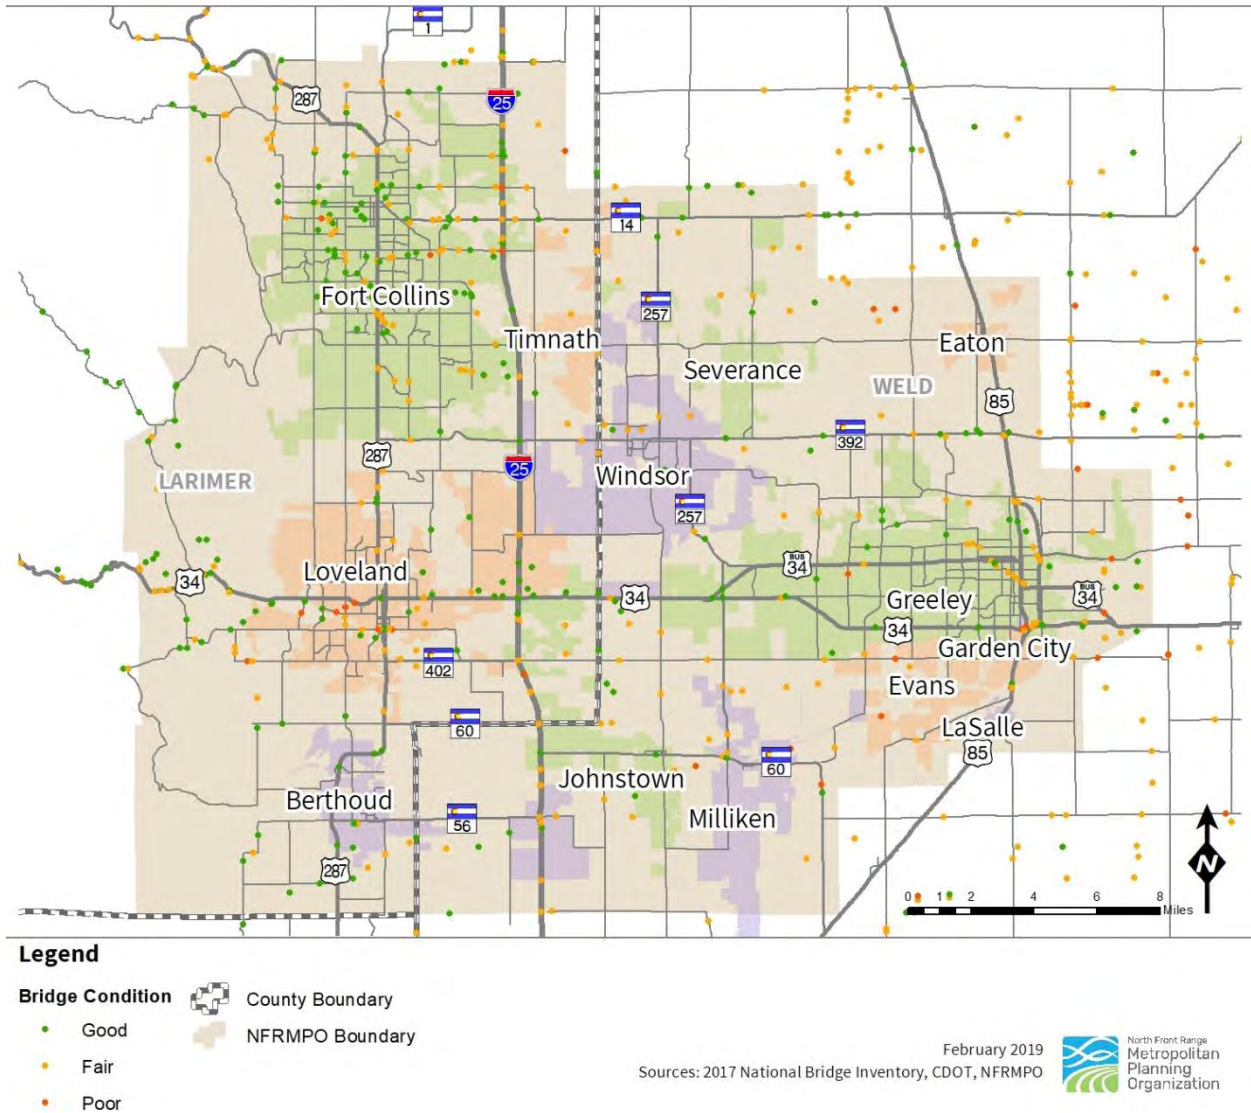 1
287
25
14
Fort Collins
257
Timnath
Eaton
Severance
WELD
85
392
287
LARIMER
25
Windsor
257
BUS
34
Loveland
34
34
Greeley
BUS
34
34
Garden City
402
Evans
60
LaSalle
85
60
Johnstown
Berthoud
Milliken
56
287
N
0 1 2 4 6 8
Miles
Legend
Bridge Condition
Good
Fair
Poor
County Boundary
NFRMPO Boundary
February 2019
Sources: 2017 National Bridge Inventory, CDOT, NFRMPO
North Front Range
Metropolitan
Planning
Organization